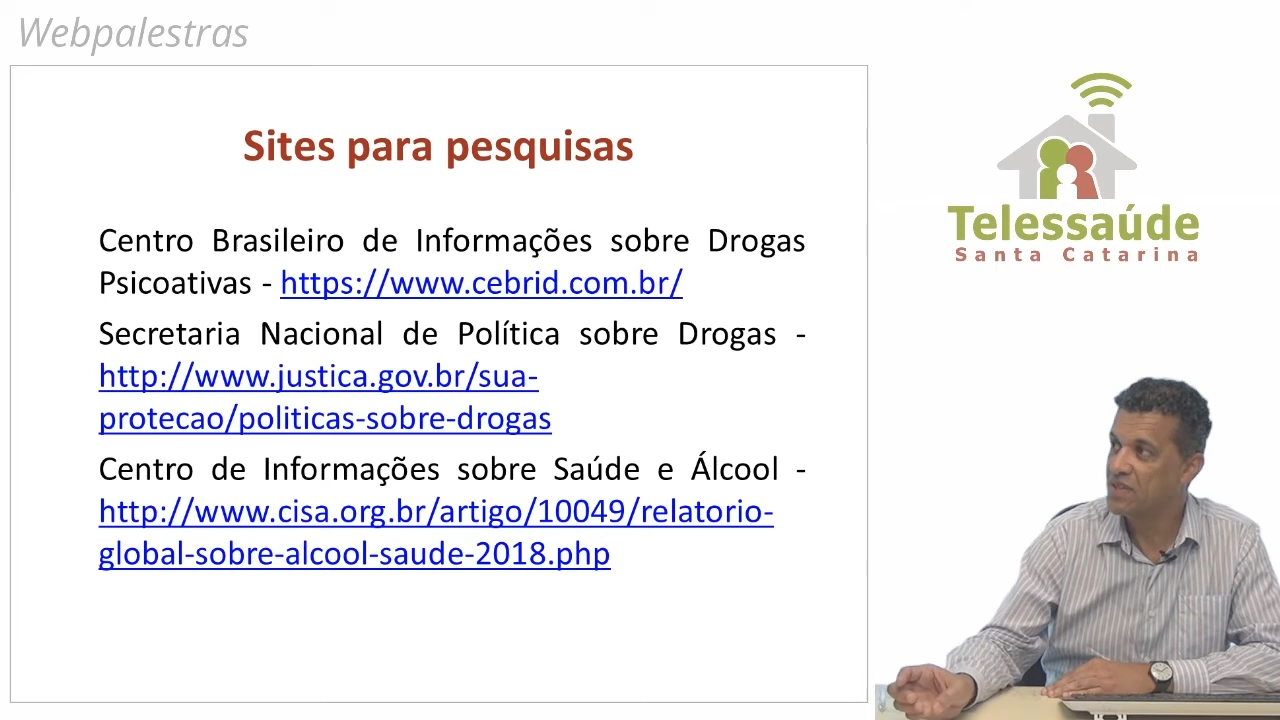 Webpalestras
Sites para pesquisas
Centro Brasileiro de Informações sobre Drogas
Psicoativas - https://www.cebrid.com.br/
Secretaria Nacional de Política sobre Drogas -
http://www.justica.gov.br/sua-
protecao/politicas-sobre-drogas
Centro de Informações sobre Saúde e Álcool -
http://www.cisa.org.br/artigo/10049/relatorio-
global-sobre-alcool-saude-2018.php
Telessaúde
Santa Catarina